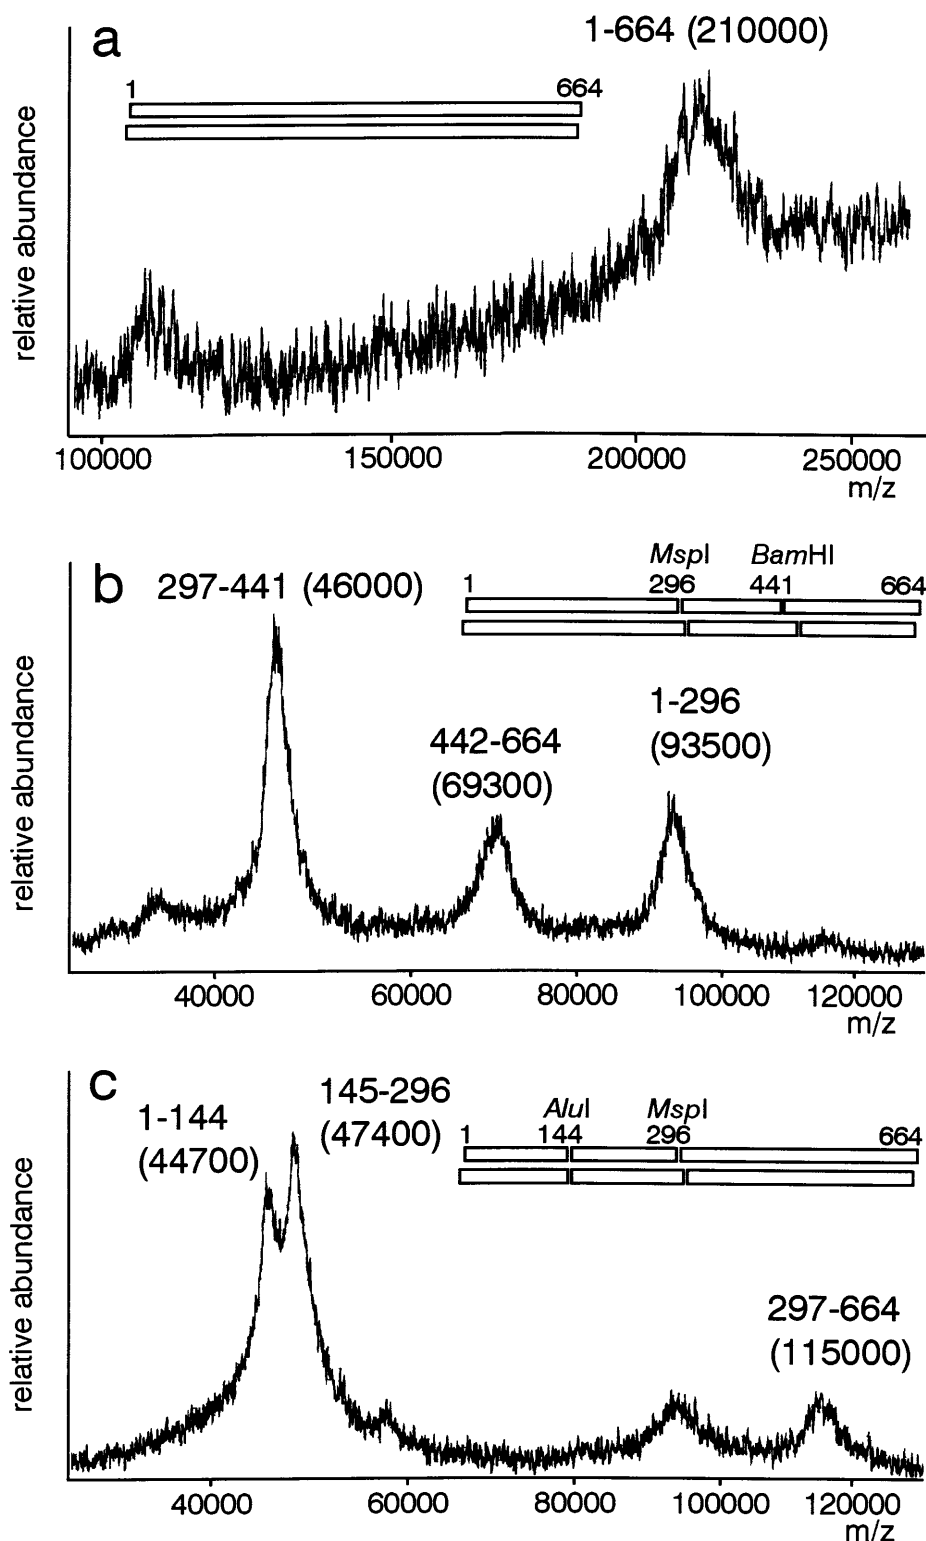 a
1-664 (210000)
1 664
relative abundance
100000 150000 200000 250000
m/z
b
297-441 (46000)
MspI BamHI
1 296 441 664
442-664
(69300)
1-296
(93500)
relative abundance
40000 60000 80000 100000 120000
m/z
c
1-144
(44700)
145-296
(47400)
AluI MspI
1 144 296 664
297-664
(115000)
relative abundance
40000 60000 80000 100000 120000
m/z